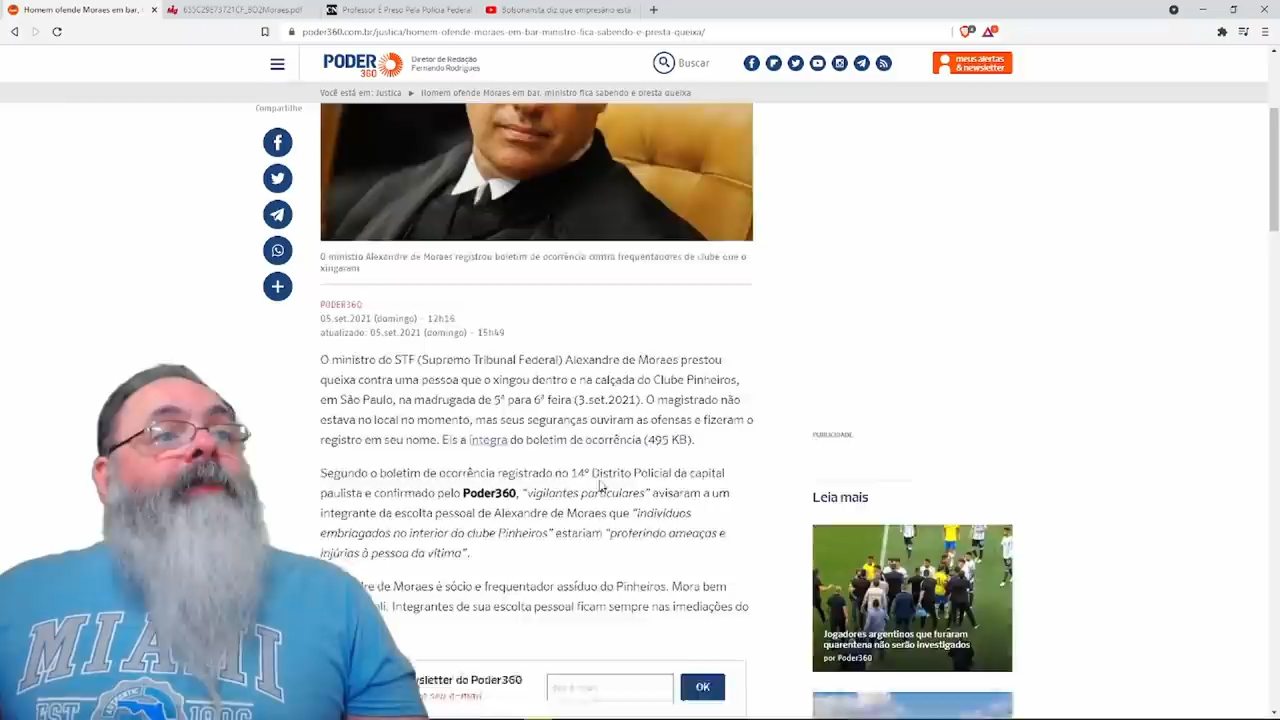 Homem ofende Moraes em bar,
655C29E73721CF_BO2Moraes.pdf
Professor É Preso Pela Polícia Federal
Bolsonarista diz que empresário está
poder360.com.br/justica/homem-ofende-moraes-em-bar-ministro-fica-sabendo-e-presta-queixa/
PODER
360
Diretor de Redação
Fernando Rodrigues
Buscar
meus alertas
& newsletter
Você está em: Justiça ► Homem ofende Moraes em bar, ministro fica sabendo e presta queixa
Compartilhe
O ministro Alexandre de Moraes registrou boletim de ocorrência contra frequentadores de clube que o
xingaram
PODER360
05.set.2021 (domingo) - 12h16
atualizado: 05.set.2021 (domingo) - 15h49
O ministro do STF (Supremo Tribunal Federal) Alexandre de Moraes prestou
queixa contra uma pessoa que o xingou dentro e na calçada do Clube Pinheiros,
em São Paulo, na madrugada de 5ª para 6ª feira (3.set.2021). O magistrado não
estava no local no momento, mas seus seguranças ouviram as ofensas e fizeram o
registro em seu nome. Eis a íntegra do boletim de ocorrência (495 KB).
Segundo o boletim de ocorrência registrado no 14º Distrito Policial da capital
paulista e confirmado pelo Poder360, "vigilantes particulares" avisaram a um
integrante da escolta pessoal de Alexandre de Moraes que "indivíduos
embriagados no interior do clube Pinheiros" estariam "proferindo ameaças e
injúrias à pessoa da vítima".
dre de Moraes é sócio e frequentador assíduo do Pinheiros. Mora bem
ali. Integrantes de sua escolta pessoal ficam sempre nas imediações do
sletter do Poder360
OK
PUBLICIDADE
Leia mais
Jogadores argentinos que furaram
quarentena não serão investigados
por Poder360
MIAMI